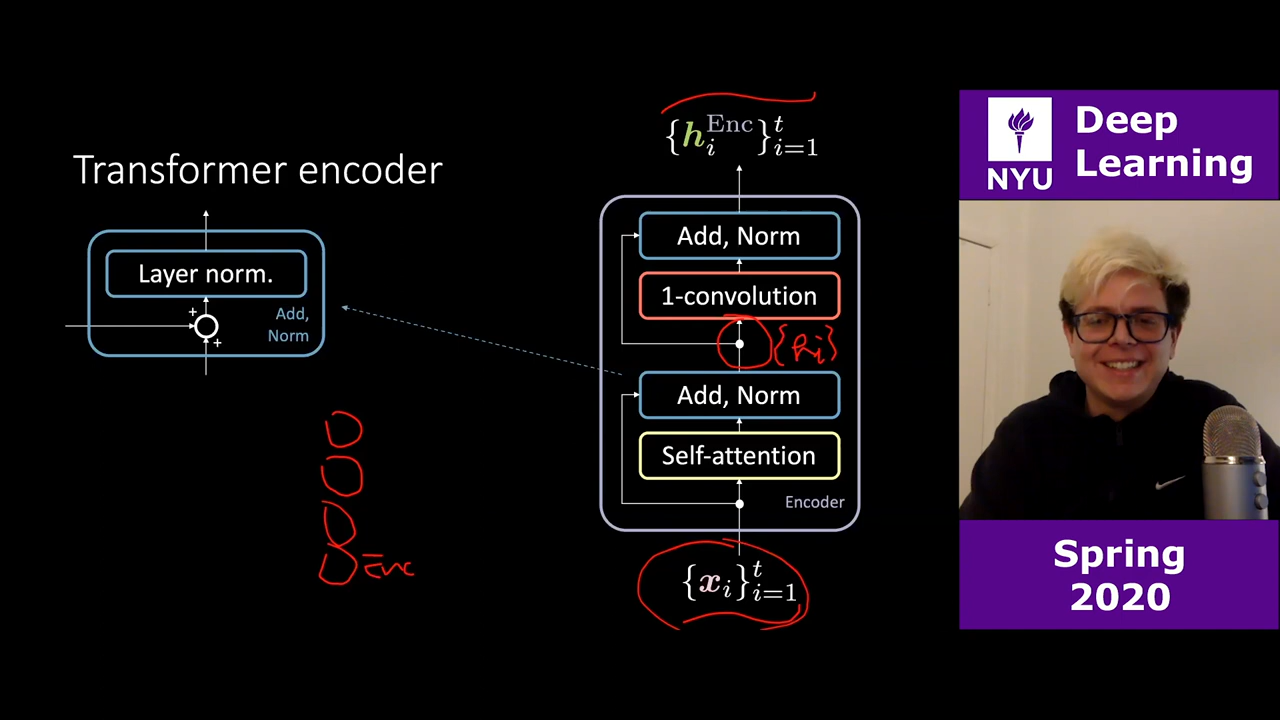 Transformer encoder
Layer norm.
+
+
Add,
Norm
Enc
{h_i^Enc}_{i=1}^t
Add, Norm
1-convolution
{h_i}
Add, Norm
Self-attention
Encoder
{x_i}_{i=1}^t
NYU
Deep
Learning
Spring
2020